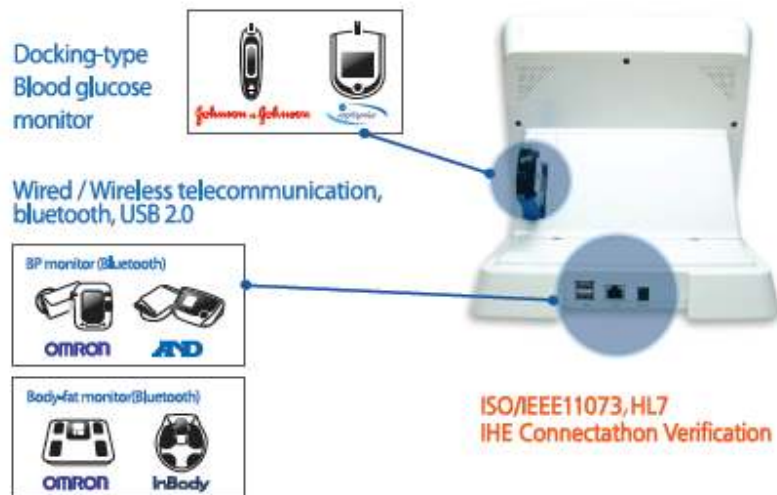 Docking-type
Blood glucose
monitor
Johnson & Johnson
Wired / Wireless telecommunication,
bluetooth, USB 2.0
BP monitor (Bluetooth)
OMRON
AND
Body-fat monitor(Bluetooth)
OMRON
InBody
ISO/IEEE11073, HL7
IHE Connectathon Verification